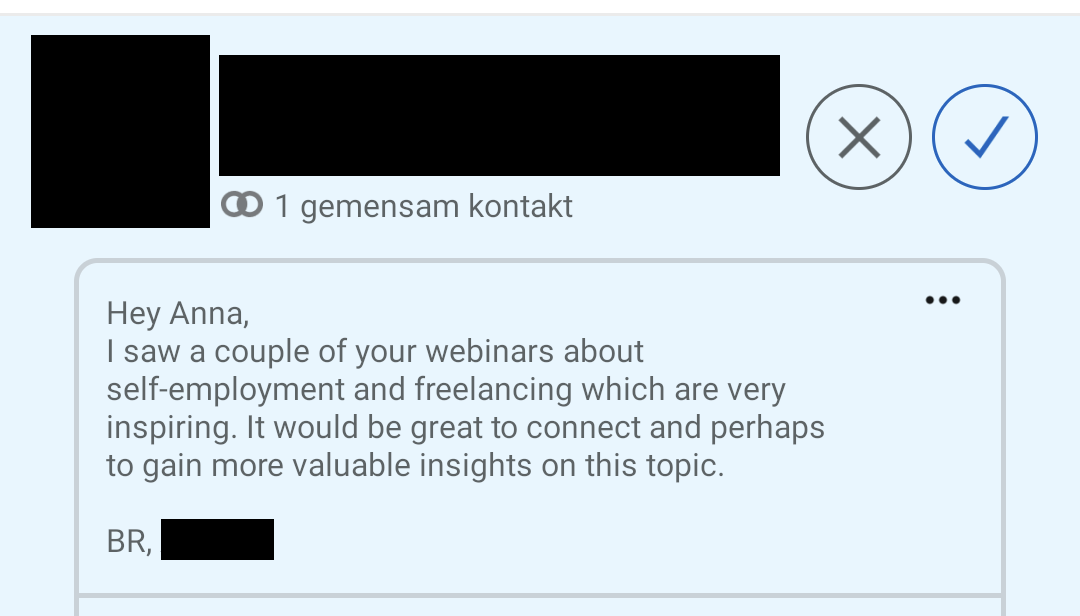 1 gemensam kontakt
Hey Anna,
I saw a couple of your webinars about
self-employment and freelancing which are very
inspiring. It would be great to connect and perhaps
to gain more valuable insights on this topic.
BR,